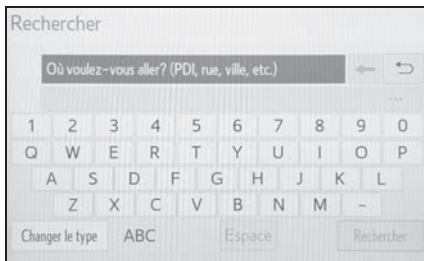 Rechercher
Où voulez-vous aller? (PDI, rue, ville, etc.)
...
1 2 3 4 5 6 7 8 9 0
Q W E R T Y U I O P
A S D F G H J K L
Z X C V B N M -
Changer le type ABC Espace Rechercher